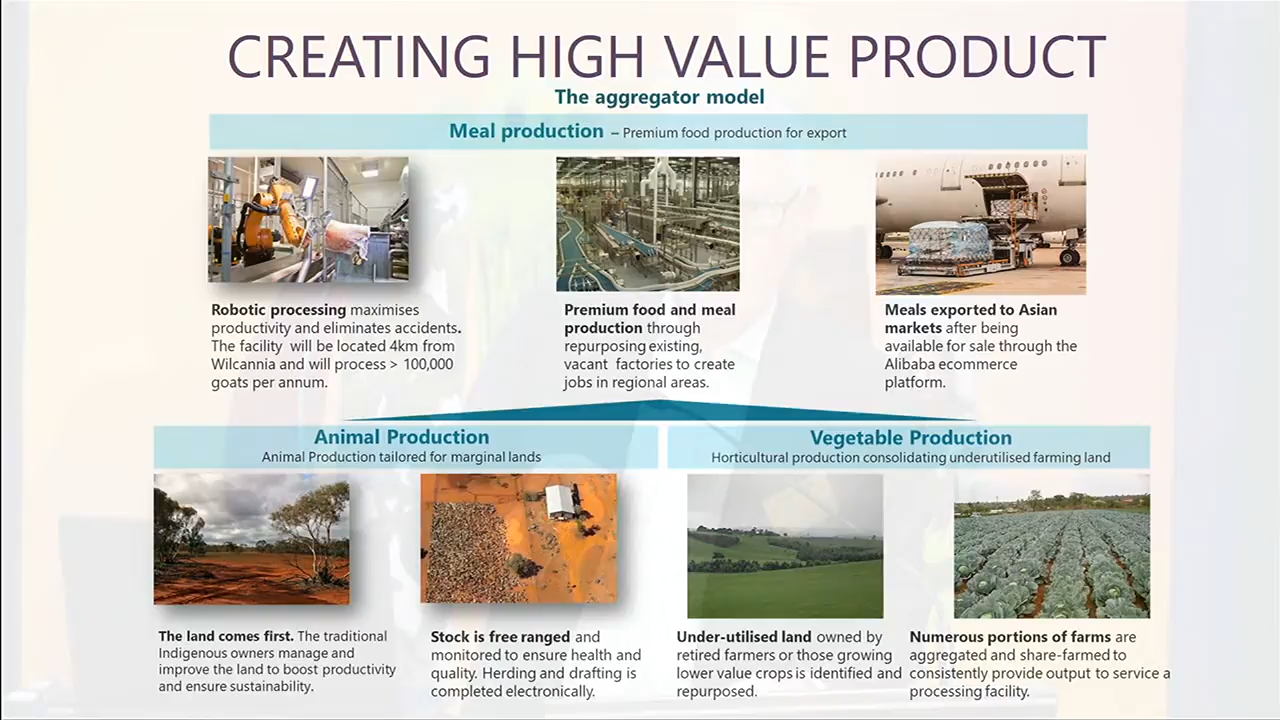 CREATING HIGH VALUE PRODUCT
The aggregator model
Meal production – Premium food production for export
Robotic processing maximises
productivity and eliminates accidents.
The facility will be located 4km from
Wilcannia and will process > 100,000
goats per annum.
Premium food and meal
production through
repurposing existing,
vacant factories to create
jobs in regional areas.
Meals exported to Asian
markets after being
available for sale through the
Alibaba ecommerce
platform.
Animal Production
Animal Production tailored for marginal lands
Vegetable Production
Horticultural production consolidating underutilised farming land
The land comes first. The traditional
Indigenous owners manage and
improve the land to boost productivity
and ensure sustainability.
Stock is free ranged and
monitored to ensure health and
quality. Herding and drafting is
completed electronically.
Under-utilised land owned by
retired farmers or those growing
lower value crops is identified and
repurposed.
Numerous portions of farms are
aggregated and share-farmed to
consistently provide output to service a
processing facility.